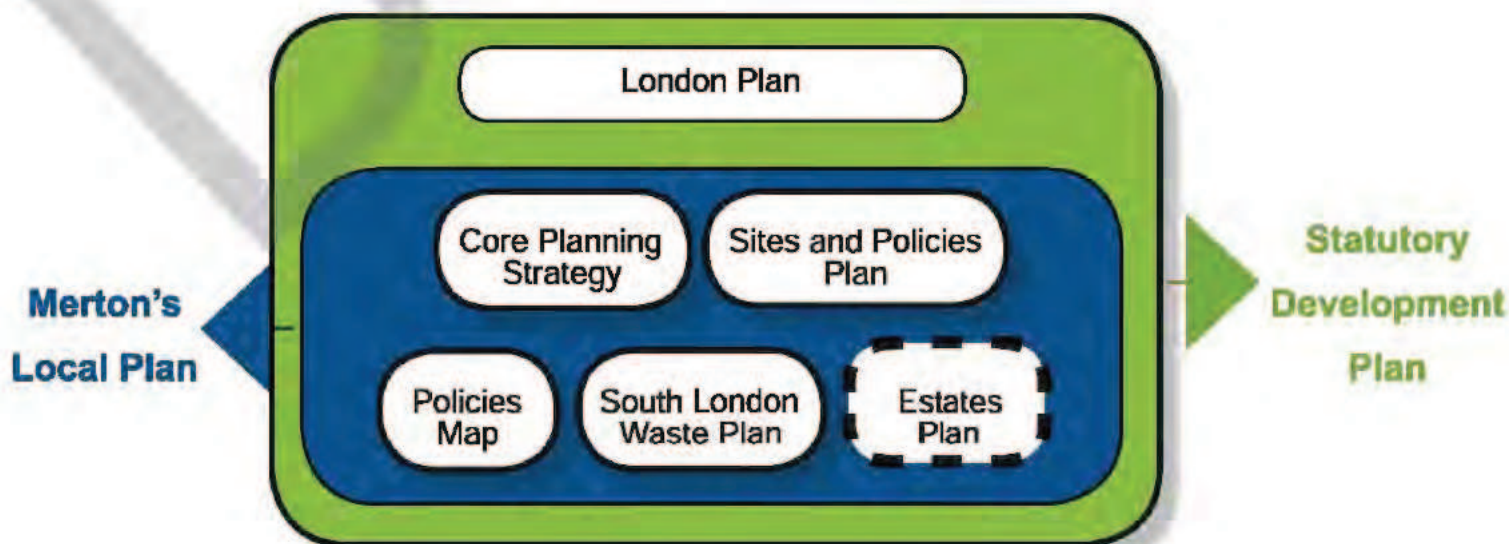 London Plan
Core Planning
Strategy
Sites and Policies
Plan
Merton's
Local Plan
Statutory
Development
Plan
Policies
Map
South London
Waste Plan
Estates
Plan